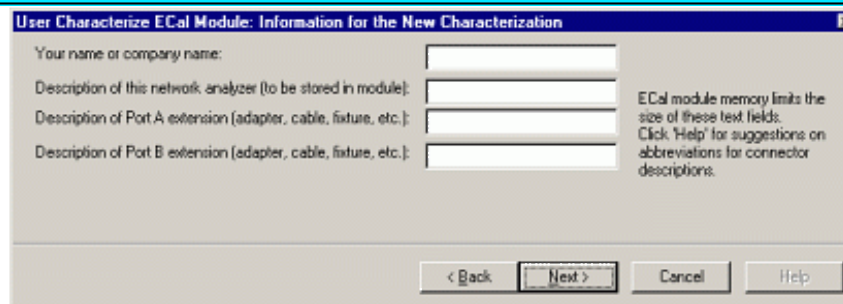 User Characterize ECal Module: Information for the New Characterization
Your name or company name:
Description of this network analyzer (to be stored in module):
Description of Port A extension (adapter, cable, fixture, etc.):
Description of Port B extension (adapter, cable, fixture, etc.):
ECal module memory limits the
size of these text fields.
Click 'Help' for suggestions on
abbreviations for connector
descriptions.
< Back
Next >
Cancel
Help